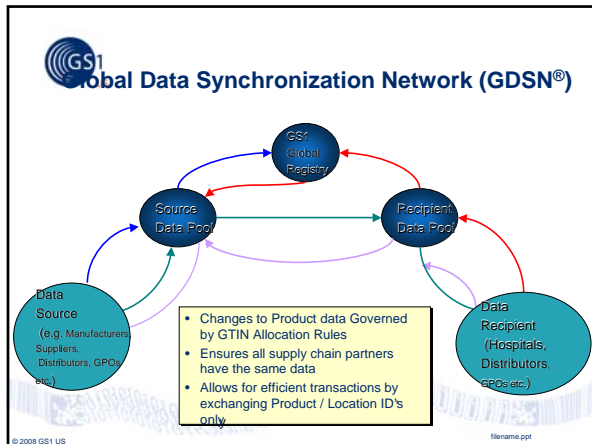 GS1
Global Data Synchronization Network (GDSN®)
GS1
Global
Registry
Source
Data Pool
Recipient
Data Pool
Data
Source
(e.g. Manufacturers,
Suppliers,
Distributors, GPOs
etc.)
• Changes to Product data Governed
by GTIN Allocation Rules
• Ensures all supply chain partners
have the same data
• Allows for efficient transactions by
exchanging Product / Location ID's
only
Data
Recipient
(Hospitals,
Distributors,
GPOs etc.)
© 2008 GS1 US
filename.ppt